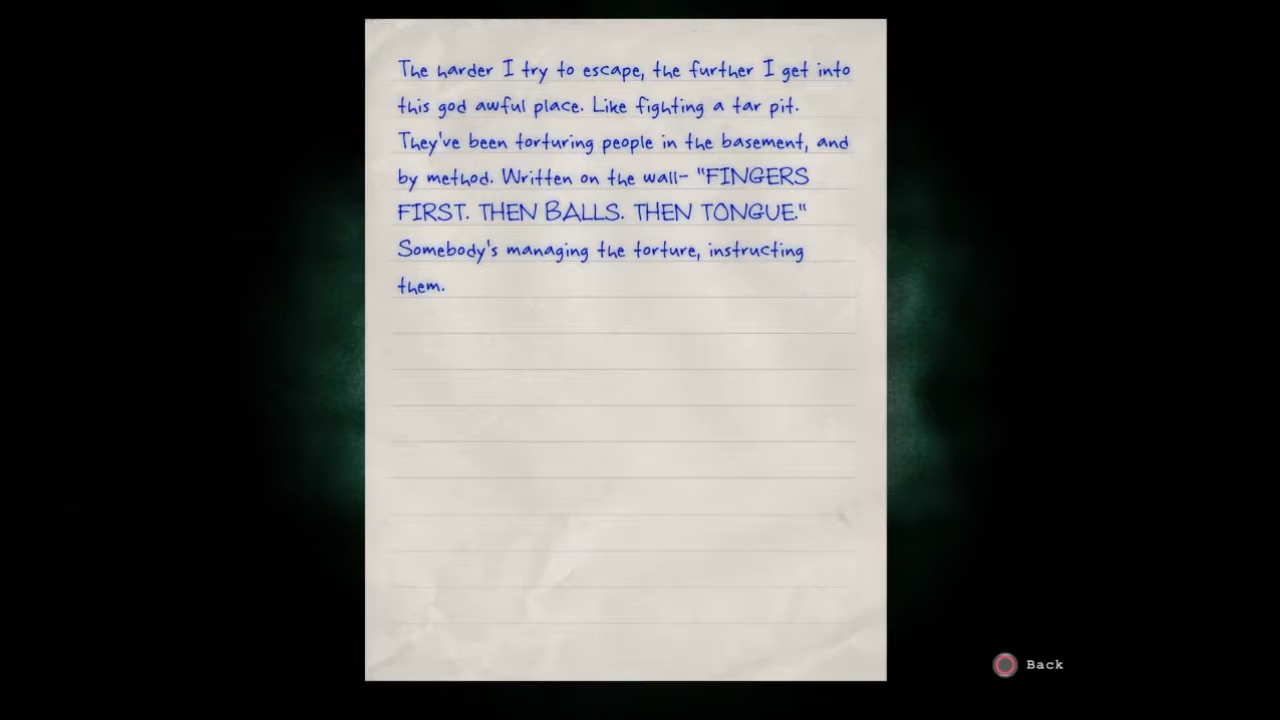 The harder I try to escape, the further I get into
this god awful place. Like fighting a tar pit.
They've been torturing people in the basement, and
by method. Written on the wall- "FINGERS
FIRST. THEN BALLS. THEN TONGUE."
Somebody's managing the torture, instructing
them.
Back